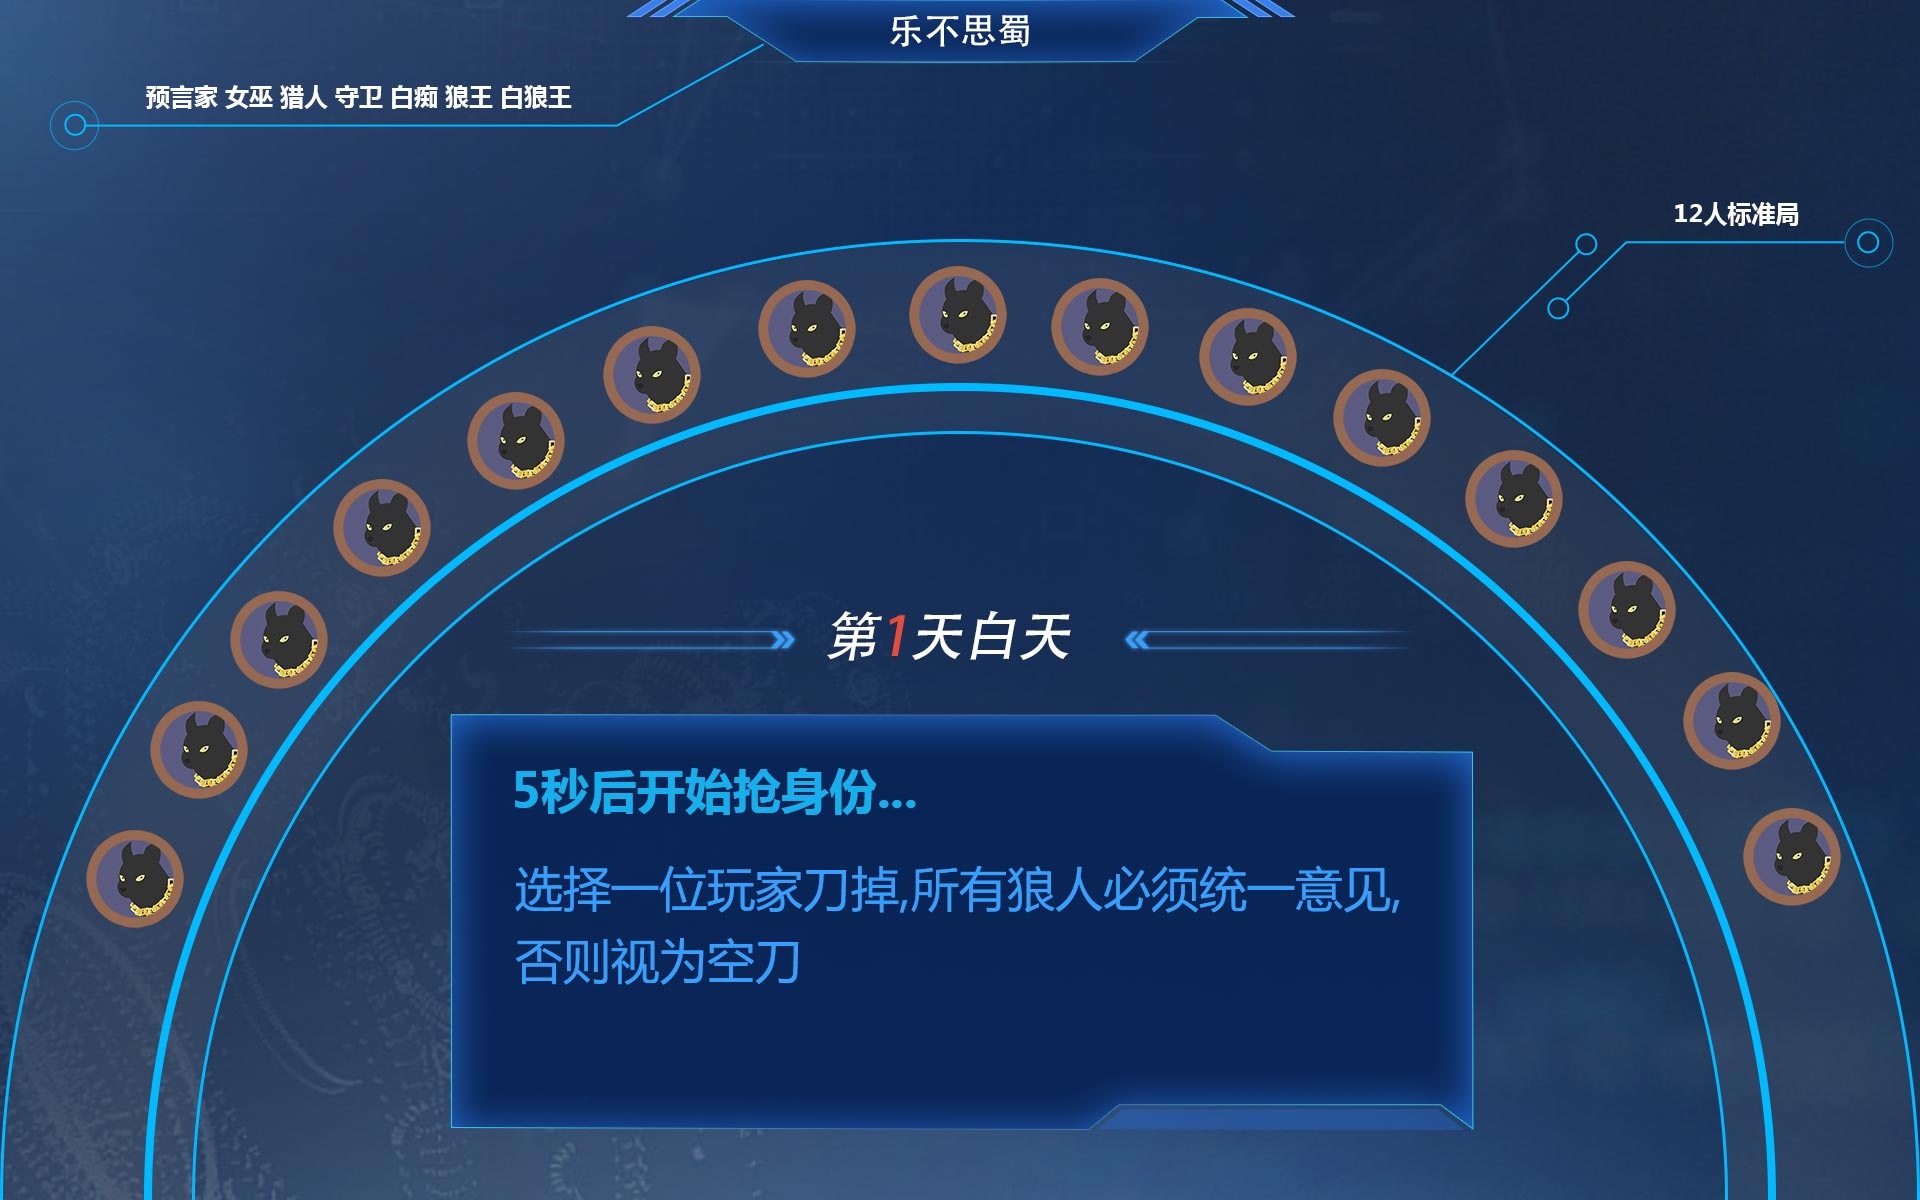 乐不思蜀
预言家 女巫 猎人 守卫 白痴 狼王 白狼王
12人标准局
第1天白天
5秒后开始抢身份...
选择一位玩家刀掉,所有狼人必须统一意见,
否则视为空刀